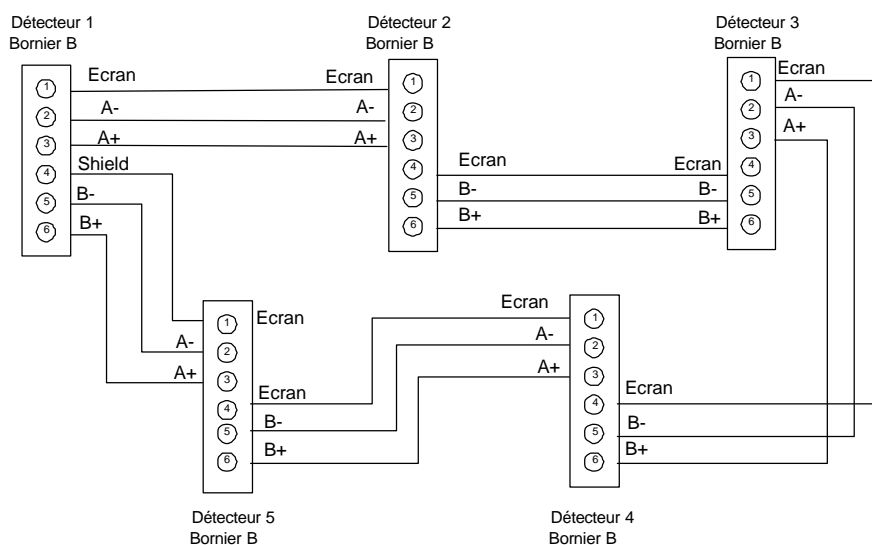 Détecteur 1
Bornier B
Détecteur 2
Bornier B
Détecteur 3
Bornier B
1
2
3
4
5
6
Ecran
A-
A+
Shield
B-
B+
Ecran
A-
A+
1
2
3
4
5
6
Ecran
B-
B+
Ecran
B-
B+
1
2
3
4
5
6
Ecran
A-
A+
A-
A+
1
2
3
4
5
6
Ecran
Ecran
B-
B+
Ecran
A-
A+
1
2
3
4
5
6
Ecran
B-
B+
Détecteur 5
Bornier B
Détecteur 4
Bornier B